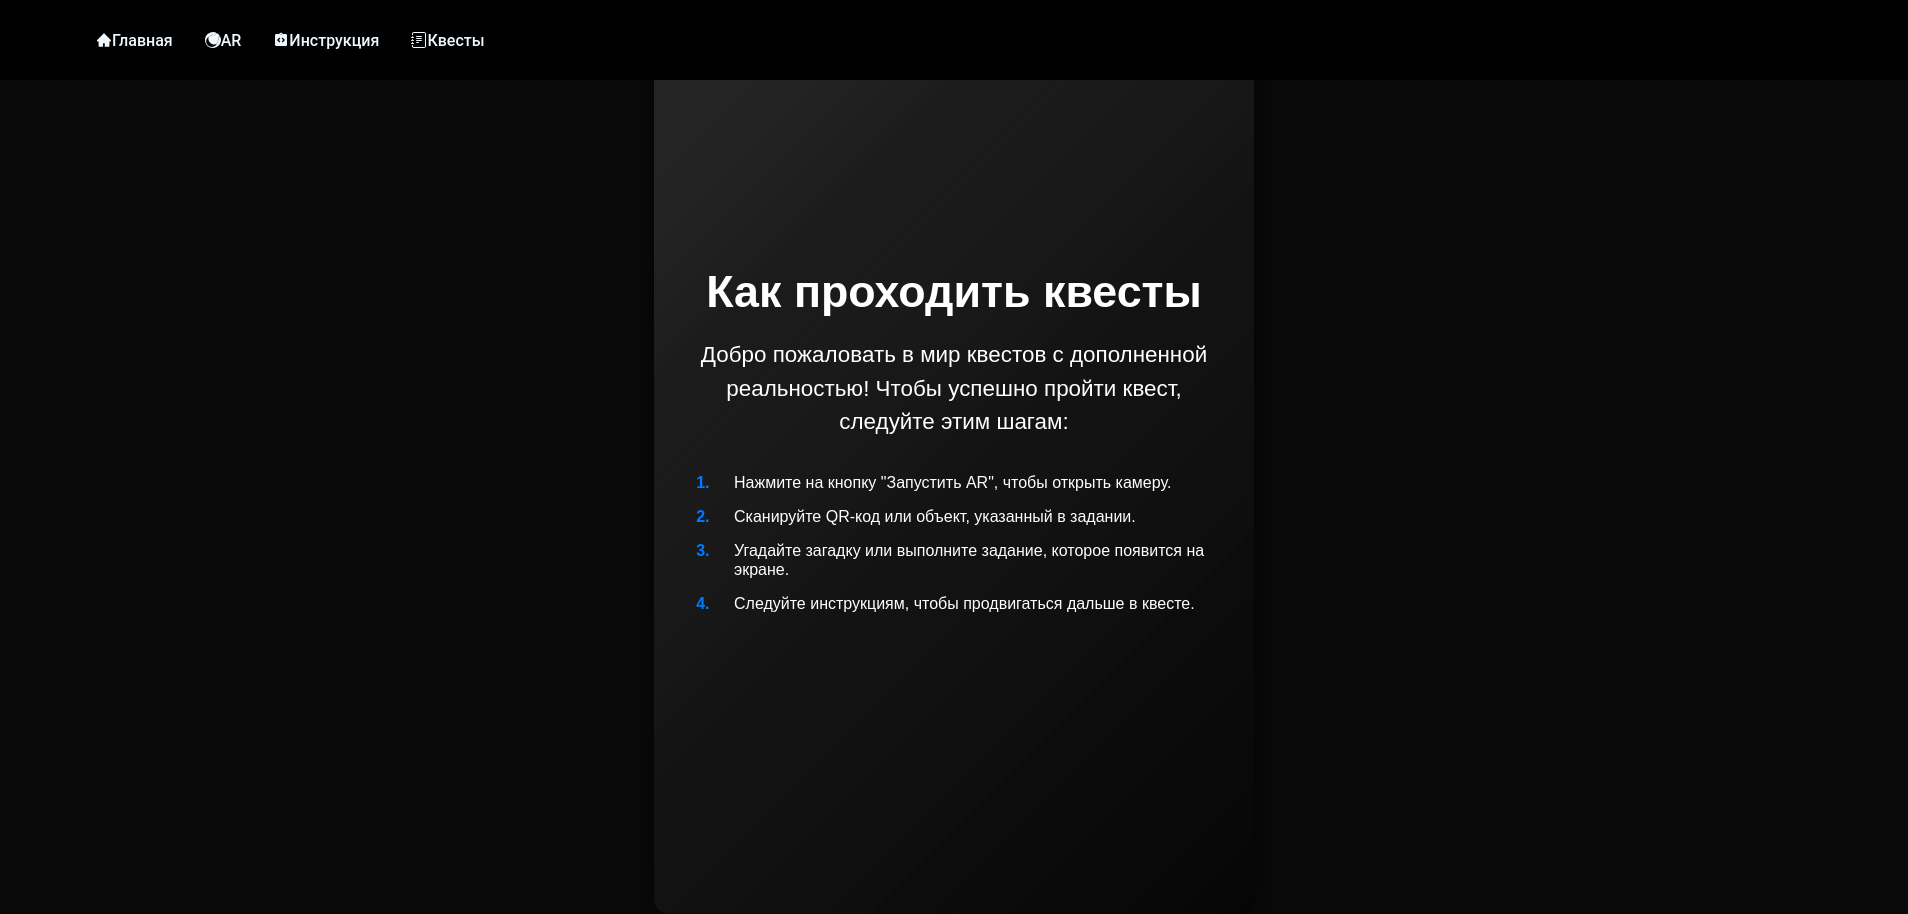 Главная AR Инструкция Квесты
Как проходить квесты
Добро пожаловать в мир квестов с дополненной
реальностью! Чтобы успешно пройти квест,
следуйте этим шагам:
1. Нажмите на кнопку "Запустить AR", чтобы открыть камеру.
2. Сканируйте QR-код или объект, указанный в задании.
3. Угадайте загадку или выполните задание, которое появится на
экране.
4. Следуйте инструкциям, чтобы продвигаться дальше в квесте.